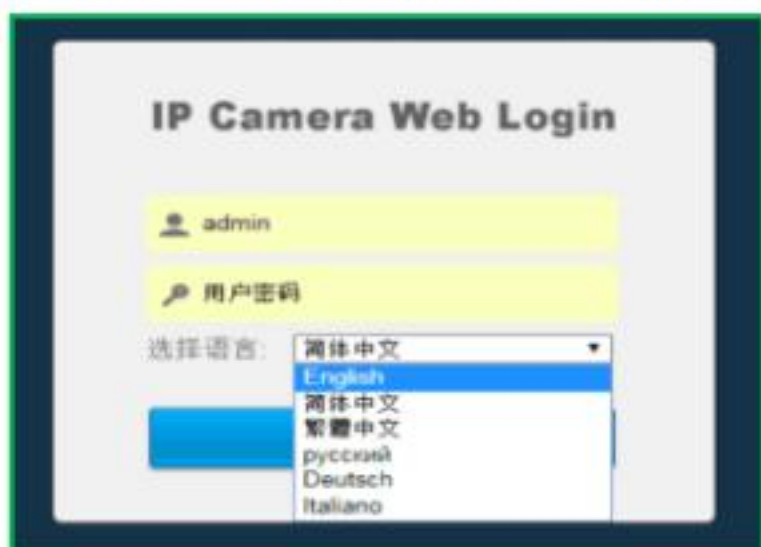 IP Camera Web Login
admin
用户密码
选择语言: 简体中文
English
简体中文
繁體中文
русский
Deutsch
Italiano